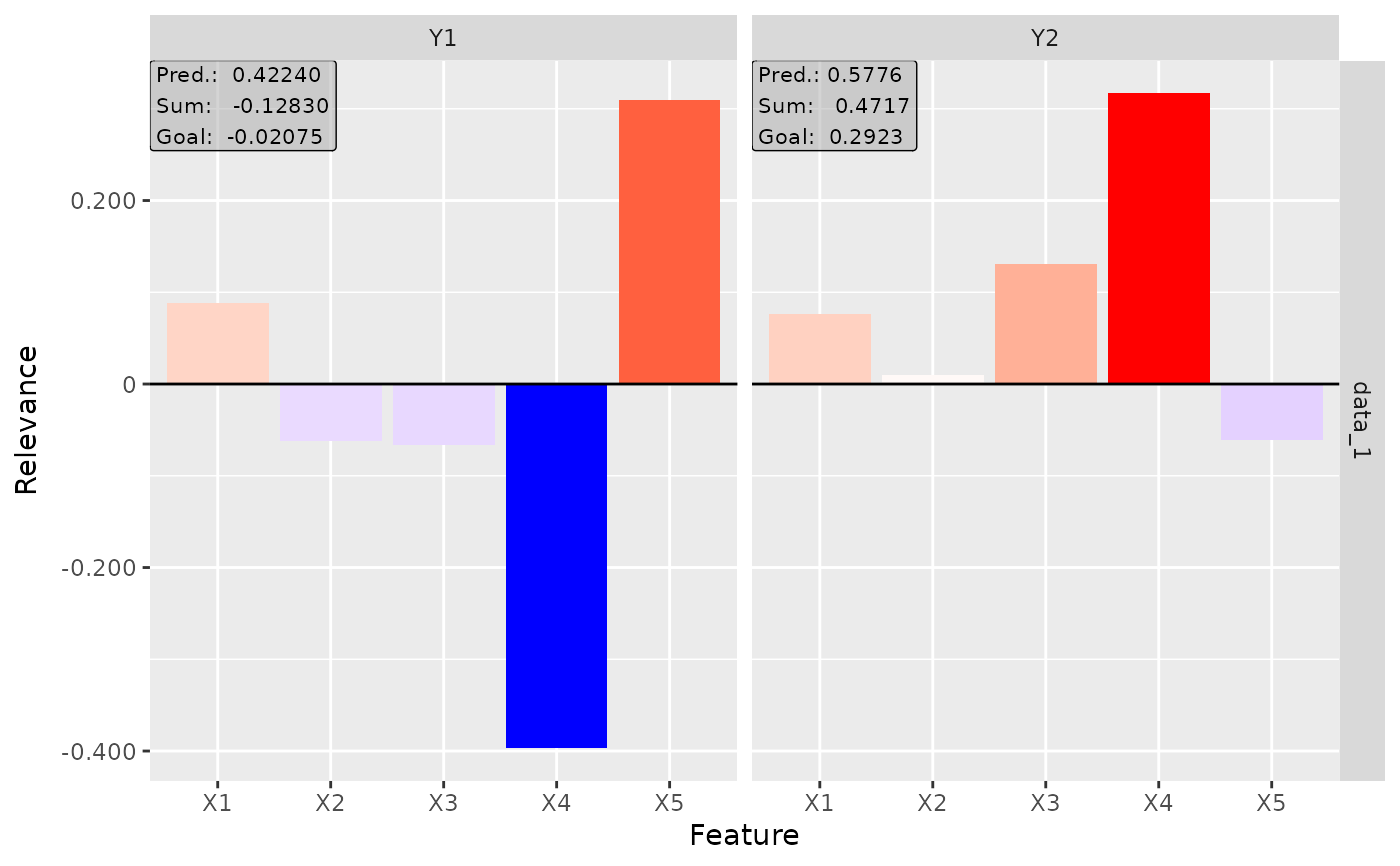 Y1
Y2
Pred.: 0.42240
Sum: -0.12830
Goal: -0.02075
Pred.: 0.5776
Sum: 0.4717
Goal: 0.2923
Relevance
0.200
0
-0.200
-0.400
data_1
X1 X2 X3 X4 X5
X1 X2 X3 X4 X5
Feature